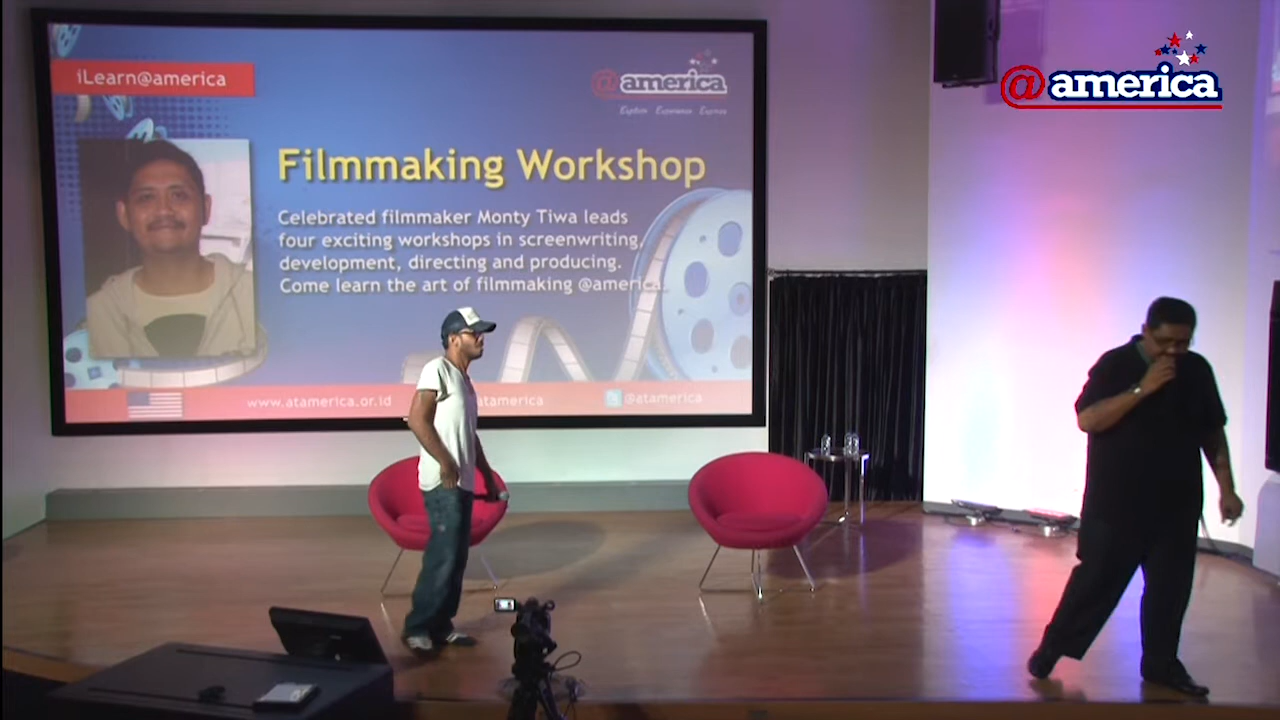 iLearn@america
@america
Explore Experience Express
Filmmaking Workshop
Celebrated filmmaker Monty Tiwa leads
four exciting workshops in screenwriting,
development, directing and producing.
Come learn the art of filmmaking @america.
www.atamerica.or.id
atamerica
@atamerica
@america